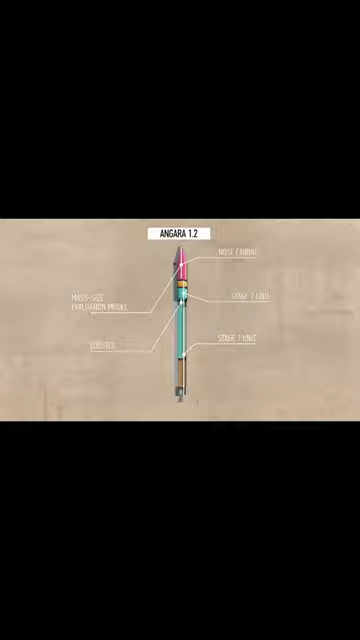 ANGARA 1.2
NOSE FAIRING
MASS-SIZE
EVALUATION MODEL
STAGE 2 UNIT
BOOSTER
STAGE 1 UNIT